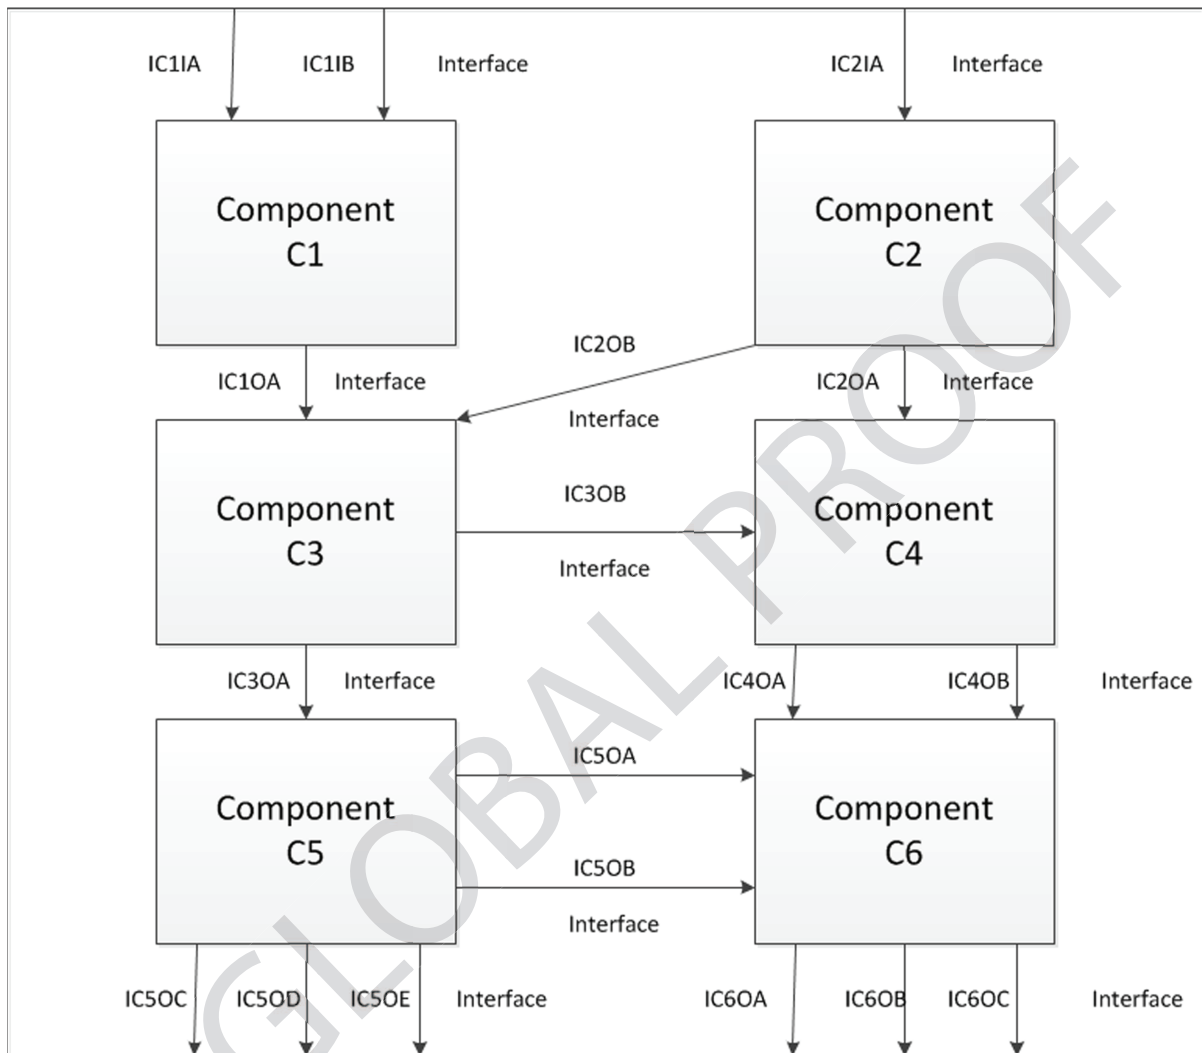 IC1IA IC1IB Interface IC2IA Interface
Component Component
C1 C2
IC2OB
IC1OA Interface IC2OA Interface
Interface
IC3OB
Component Component
C3 C4
Interface
IC3OA Interface IC4OA IC4OB Interface
IC5OA
Component Component
C5 C6
IC5OB
Interface
IC5OC IC5OD IC5OE Interface IC6OA IC6OB IC6OC Interface
GLOBAL PROOF